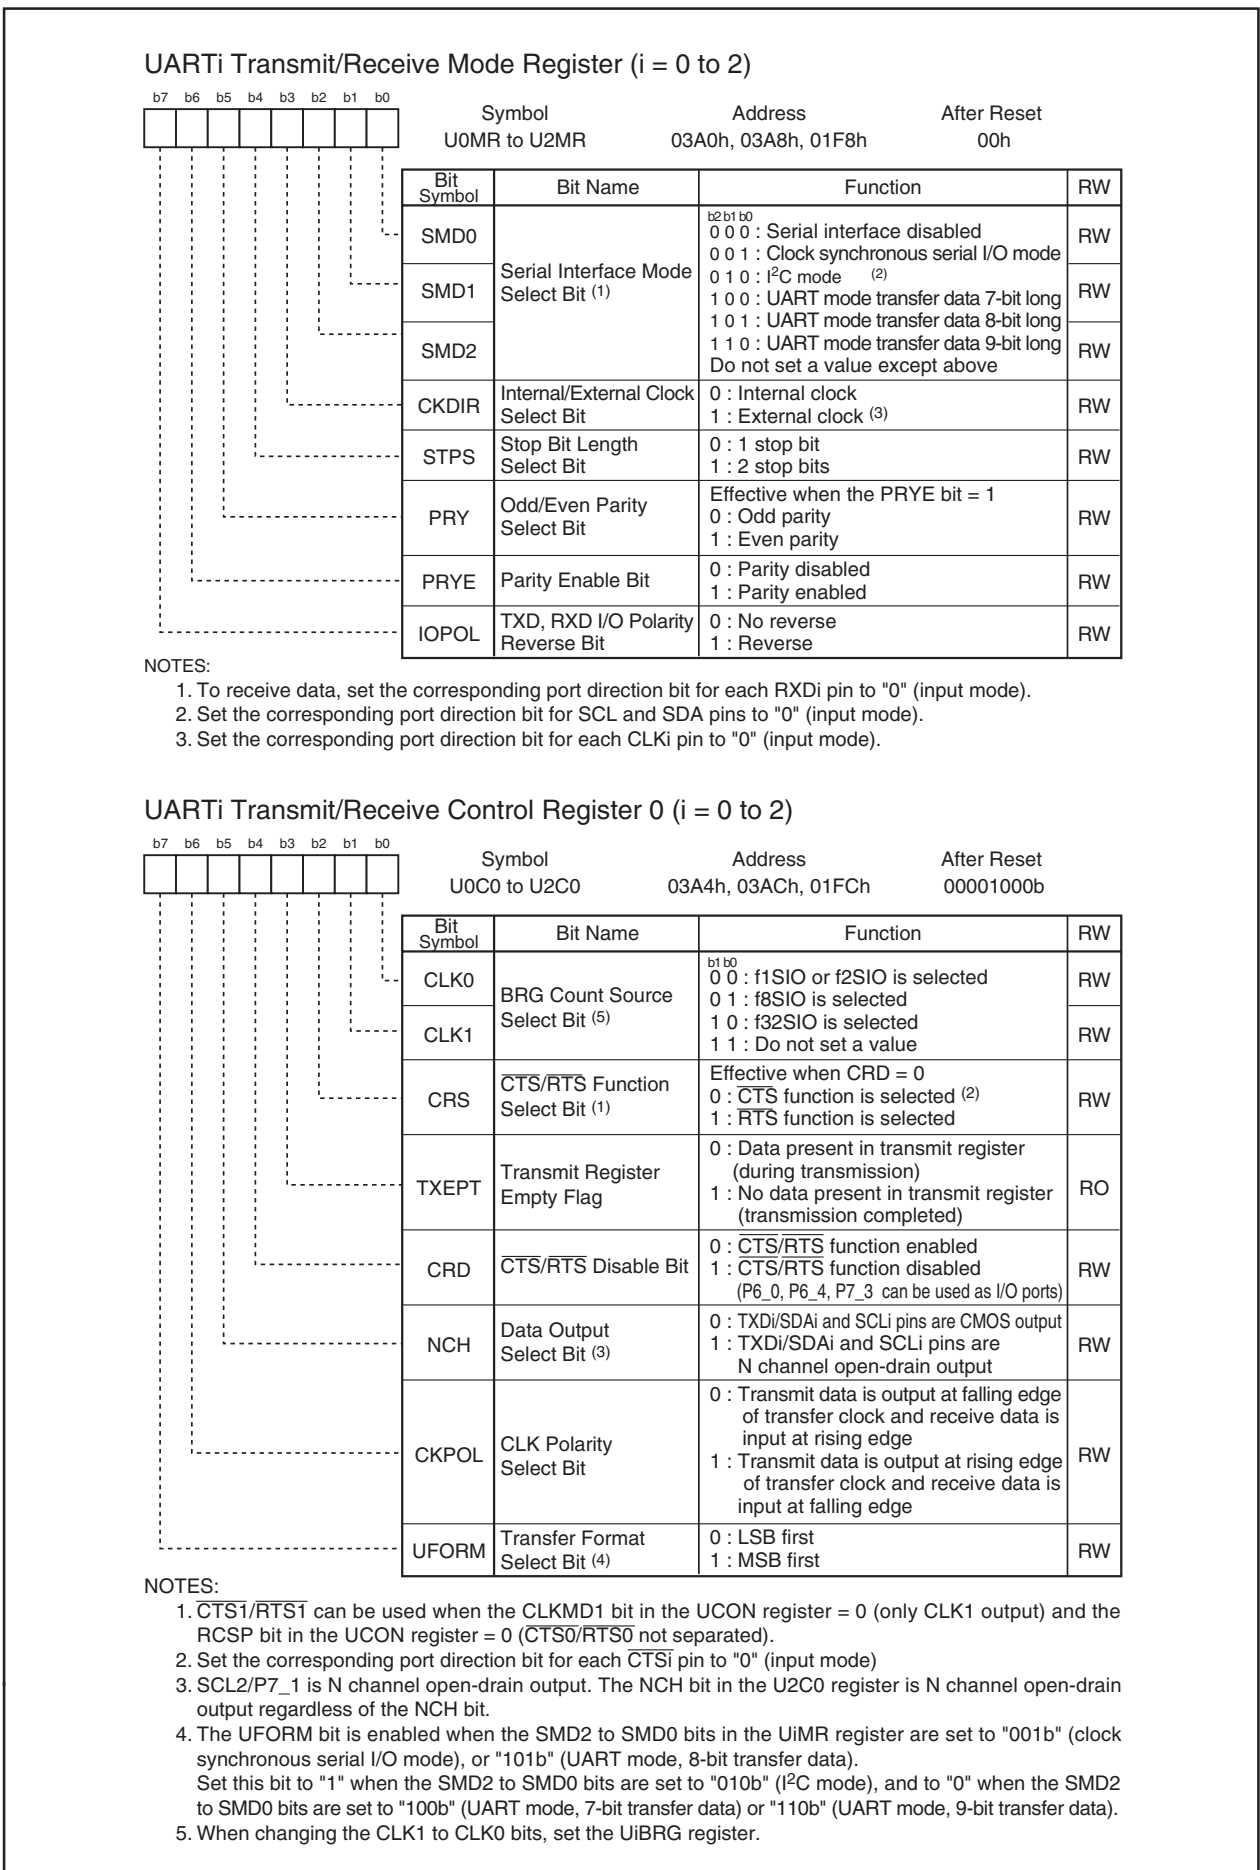 UARTi Transmit/Receive Mode Register (i = 0 to 2)
b7 b6 b5 b4 b3 b2 b1 b0
Symbol Address After Reset
U0MR to U2MR 03A0h, 03A8h, 01F8h 00h
Bit Symbol Bit Name Function RW
SMD0 RW
SMD1 RW
SMD2 RW
Serial Interface Mode
Select Bit (1)
b2 b1 b0
0 0 0 : Serial interface disabled
0 0 1 : Clock synchronous serial I/O mode
0 1 0 : I2C mode (2)
1 0 0 : UART mode transfer data 7-bit long
1 0 1 : UART mode transfer data 8-bit long
1 1 0 : UART mode transfer data 9-bit long
Do not set a value except above
CKDIR
Internal/External Clock
Select Bit
0 : Internal clock
1 : External clock (3)
RW
STPS
Stop Bit Length
Select Bit
0 : 1 stop bit
1 : 2 stop bits
RW
PRY
Odd/Even Parity
Select Bit
Effective when the PRYE bit = 1
0 : Odd parity
1 : Even parity
RW
PRYE
Parity Enable Bit
0 : Parity disabled
1 : Parity enabled
RW
IOPOL
TXD, RXD I/O Polarity
Reverse Bit
0 : No reverse
1 : Reverse
RW
NOTES:
1. To receive data, set the corresponding port direction bit for each RXDi pin to "0" (input mode).
2. Set the corresponding port direction bit for SCL and SDA pins to "0" (input mode).
3. Set the corresponding port direction bit for each CLKi pin to "0" (input mode).
UARTi Transmit/Receive Control Register 0 (i = 0 to 2)
b7 b6 b5 b4 b3 b2 b1 b0
Symbol Address After Reset
U0C0 to U2C0 03A4h, 03ACh, 01FCh 00001000b
Bit Symbol Bit Name Function RW
CLK0 RW
CLK1 RW
BRG Count Source
Select Bit (5)
b1 b0
0 0 : f1SIO or f2SIO is selected
0 1 : f8SIO is selected
1 0 : f32SIO is selected
1 1 : Do not set a value
CRS
CTS/RTS Function
Select Bit (1)
Effective when CRD = 0
0 : CTS function is selected (2)
1 : RTS function is selected
RW
TXEPT
Transmit Register
Empty Flag
0 : Data present in transmit register
(during transmission)
1 : No data present in transmit register
(transmission completed)
RO
CRD
CTS/RTS Disable Bit
0 : CTS/RTS function enabled
1 : CTS/RTS function disabled
(P6_0, P6_4, P7_3 can be used as I/O ports)
RW
NCH
Data Output
Select Bit (3)
0 : TXDi/SDAi and SCLi pins are CMOS output
1 : TXDi/SDAi and SCLi pins are
N channel open-drain output
RW
CKPOL
CLK Polarity
Select Bit
0 : Transmit data is output at falling edge
of transfer clock and receive data is
input at rising edge
1 : Transmit data is output at rising edge
of transfer clock and receive data is
input at falling edge
RW
UFORM
Transfer Format
Select Bit (4)
0 : LSB first
1 : MSB first
RW
NOTES:
1. CTS1/RTS1 can be used when the CLKMD1 bit in the UCON register = 0 (only CLK1 output) and the
RCSP bit in the UCON register = 0 (CTS0/RTS0 not separated).
2. Set the corresponding port direction bit for each CTSi pin to "0" (input mode)
3. SCL2/P7_1 is N channel open-drain output. The NCH bit in the U2C0 register is N channel open-drain
output regardless of the NCH bit.
4. The UFORM bit is enabled when the SMD2 to SMD0 bits in the UiMR register are set to "001b" (clock
synchronous serial I/O mode), or "101b" (UART mode, 8-bit transfer data).
Set this bit to "1" when the SMD2 to SMD0 bits are set to "010b" (I2C mode), and to "0" when the SMD2
to SMD0 bits are set to "100b" (UART mode, 7-bit transfer data) or "110b" (UART mode, 9-bit transfer data).
5. When changing the CLK1 to CLK0 bits, set the UiBRG register.